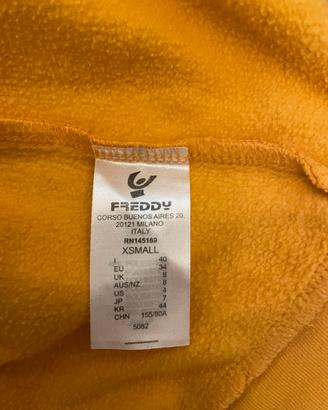 FREDDY
CORSO BUENOS AIRES 20,
20121 MILANO
ITALY
RN145169
XSMALL
I 40
EU 34
UK 8
AUS/NZ 8
US 4
JP 7
KR 44
CHN 155/80A
5082